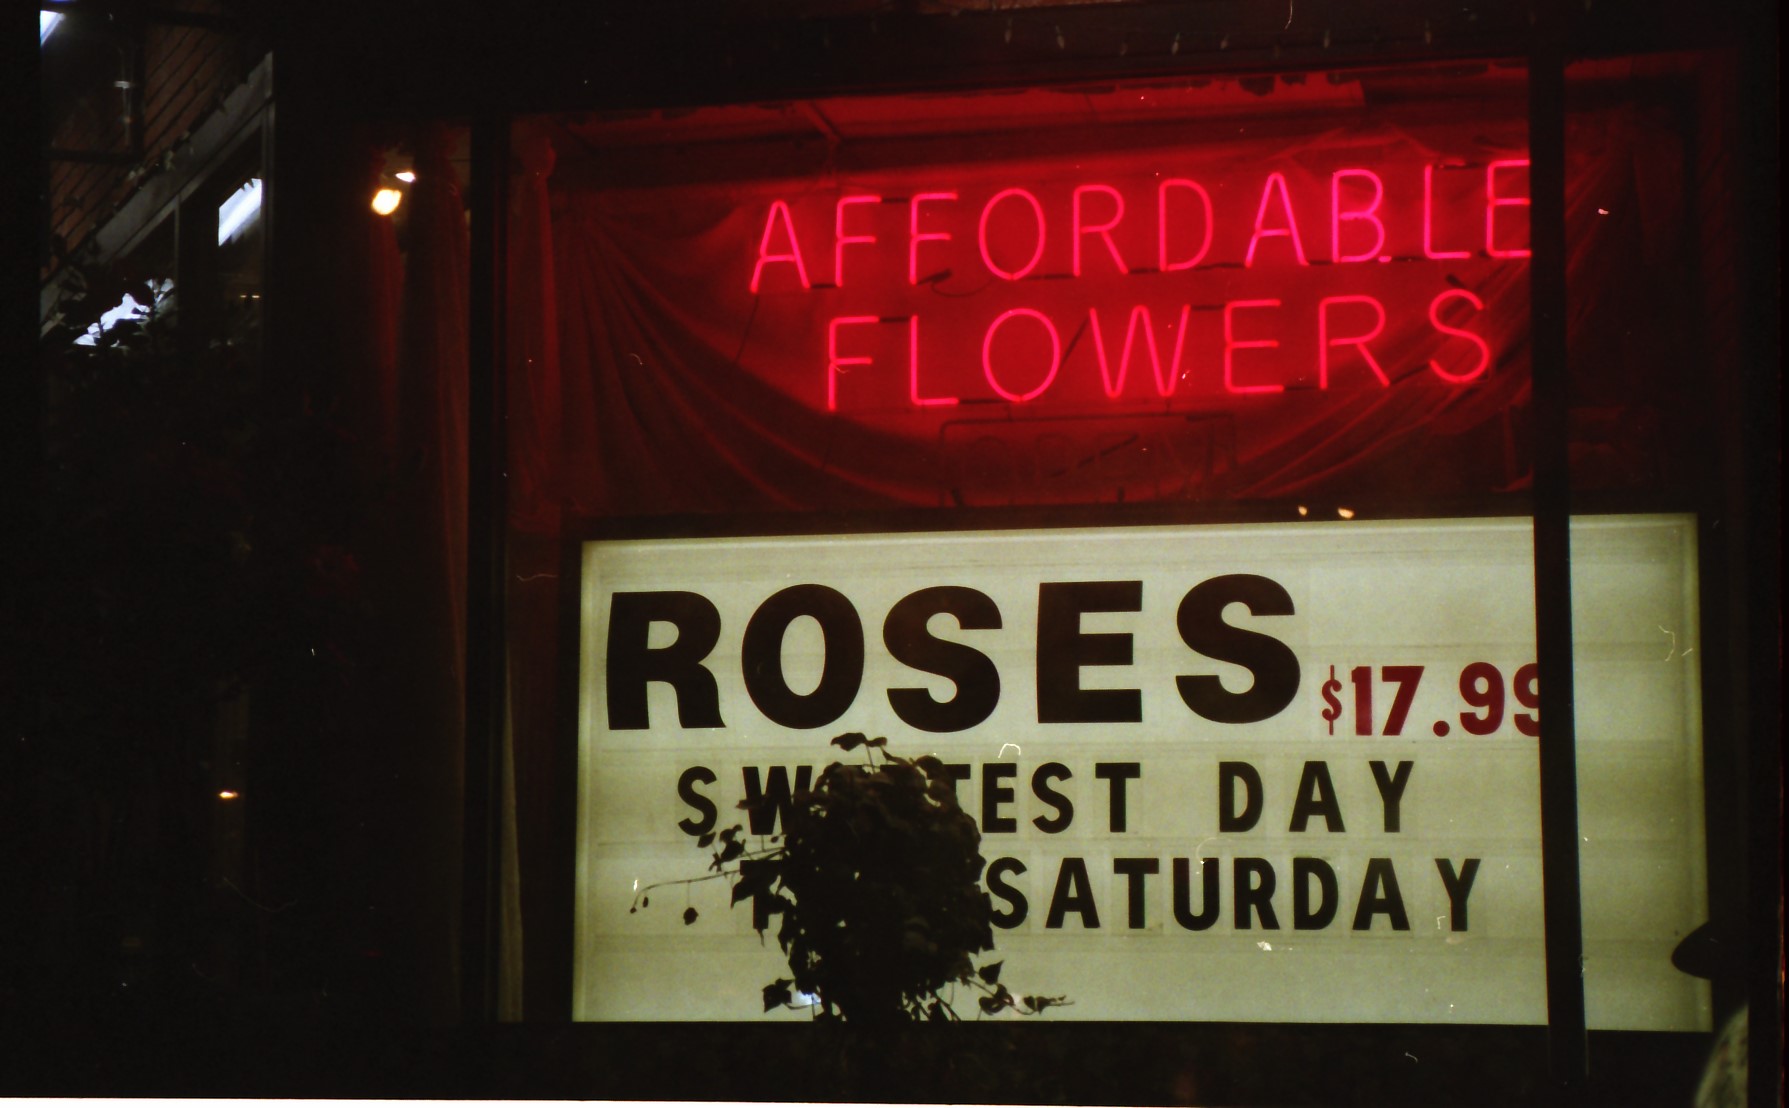 AFFORDABLE
FLOWERS
ROSES $17.99
DAY
SATURDAY